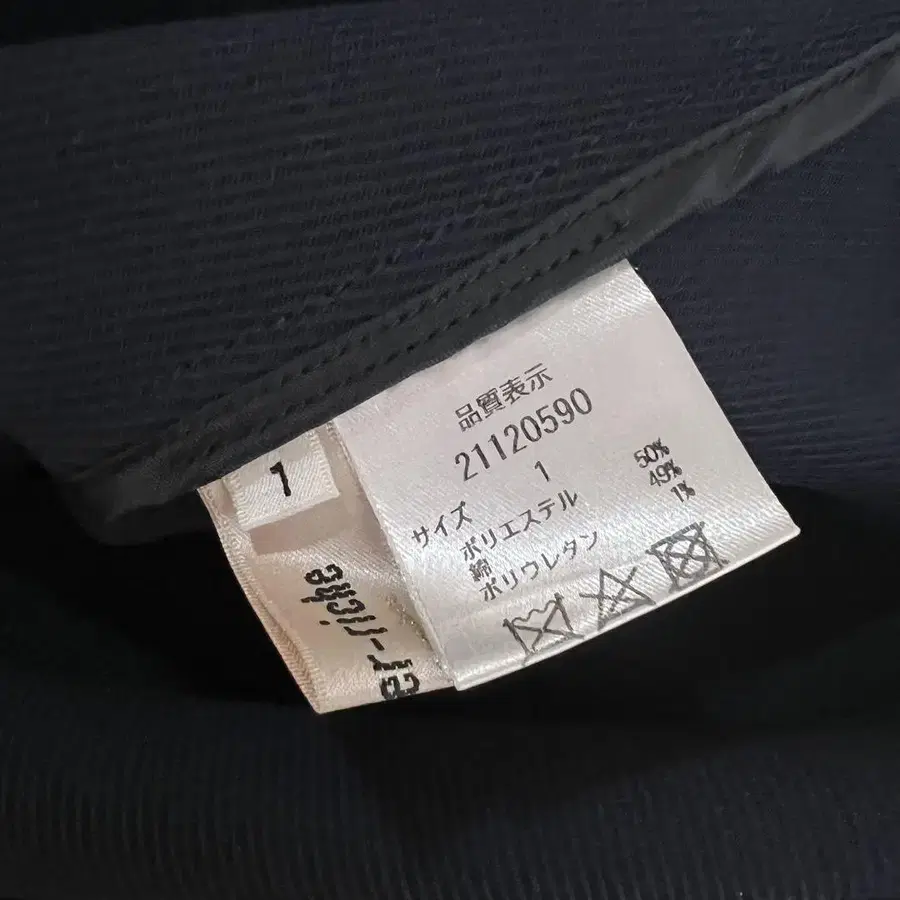 品質表示
21120590
サイズ 1
ポリエステル 50%
綿 49%
ポリウレタン 1%
1
er-riche